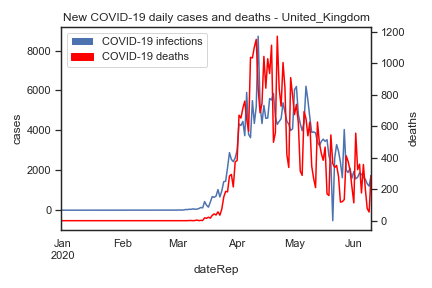 New COVID-19 daily cases and deaths - United_Kingdom
COVID-19 infections
COVID-19 deaths
8000
6000
4000
2000
0
cases
1200
1000
800
600
400
200
0
deaths
Jan Feb Mar Apr May Jun
2020
dateRep